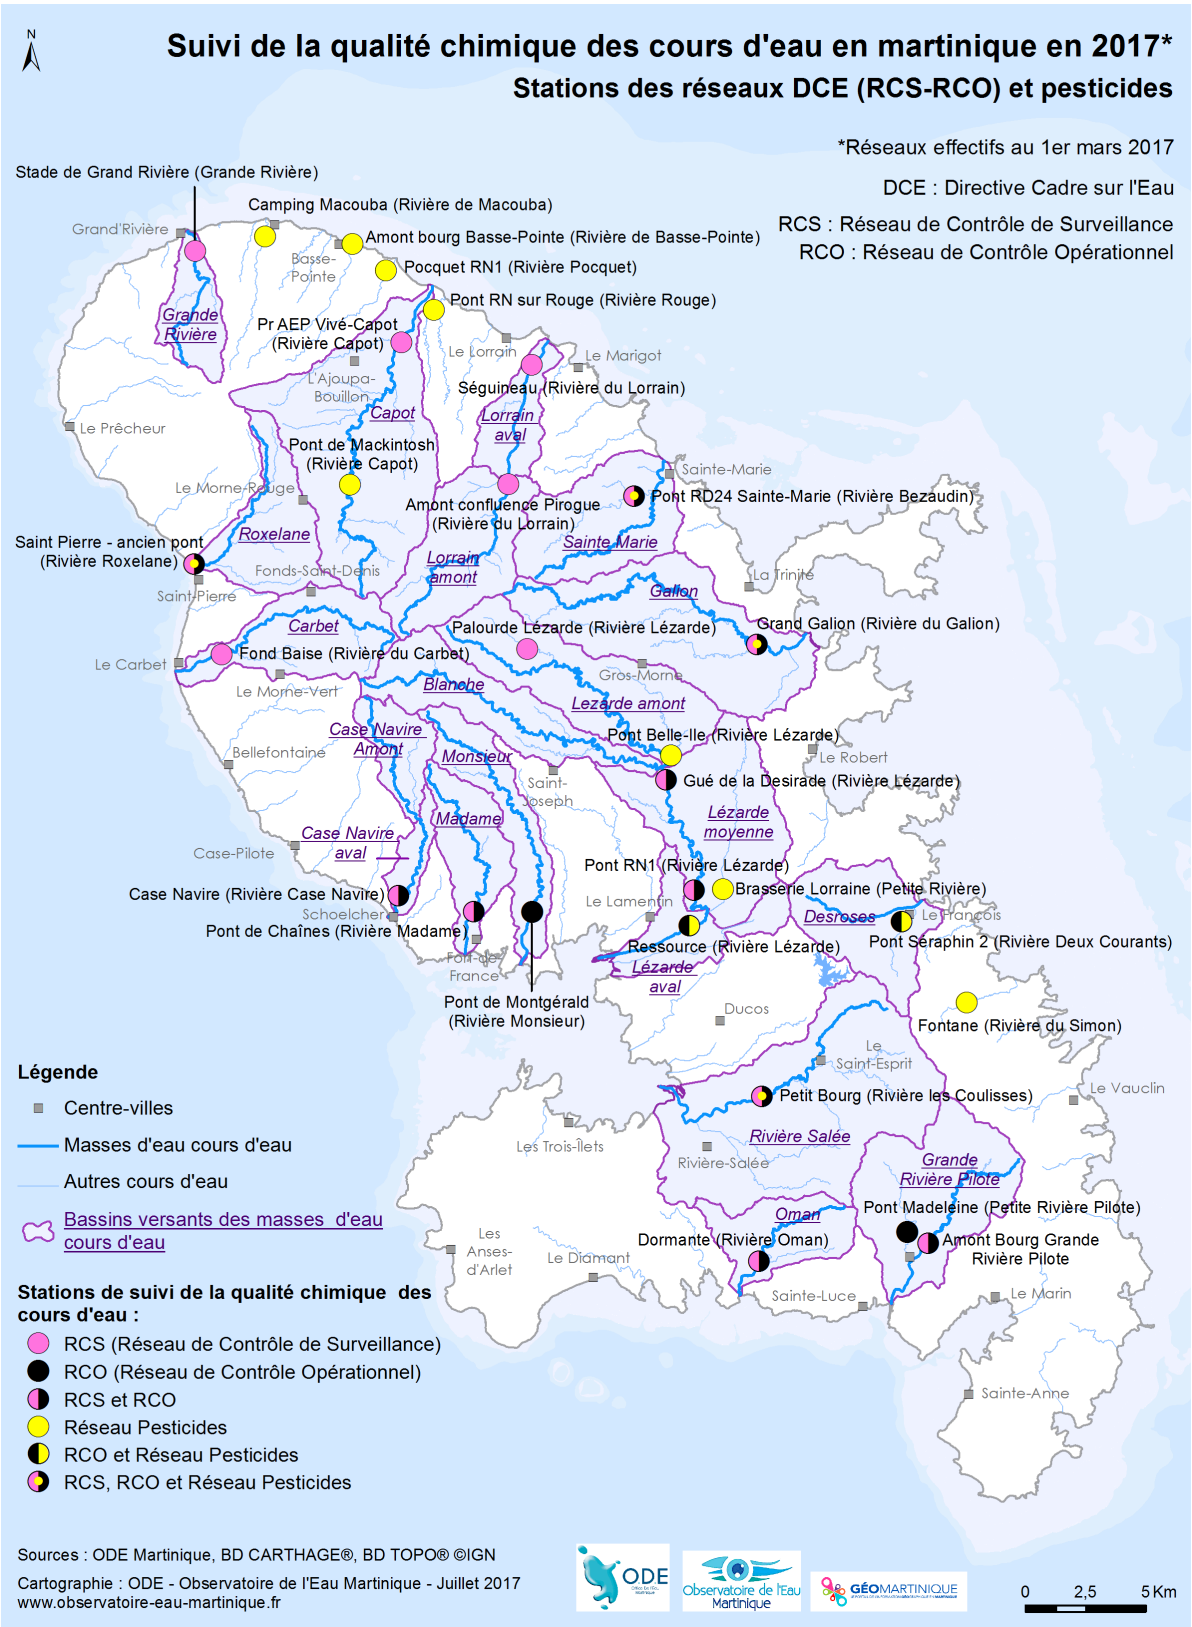 N
Suivi de la qualité chimique des cours d'eau en martinique en 2017*
Stations des réseaux DCE (RCS-RCO) et pesticides
*Réseaux effectifs au 1er mars 2017
DCE : Directive Cadre sur l'Eau
RCS : Réseau de Contrôle de Surveillance
RCO : Réseau de Contrôle Opérationnel
Stade de Grand Rivière (Grande Rivière)
Camping Macouba (Rivière de Macouba)
Grand'Rivière
Amont bourg Basse-Pointe (Rivière de Basse-Pointe)
Basse-
Pointe
Pocquet RN1 (Rivière Pocquet)
Pont RN sur Rouge (Rivière Rouge)
Grande
Rivière
Pr AEP Vivé-Capot
(Rivière Capot)
Le Lorrain
Le Marigot
L'Ajoupa-
Bouillon
Séguineau (Rivière du Lorrain)
Capot
Lorrain
aval
Le Prêcheur
Pont de Mackintosh
(Rivière Capot)
Sainte-Marie
Le Morne-Rouge
Pont RD24 Sainte-Marie (Rivière Bezaudin)
Amont confluence Pirogue
(Rivière du Lorrain)
Roxelane
Sainte Marie
Saint Pierre - ancien pont
(Rivière Roxelane)
Lorrain
amont
Fonds-Saint-Denis
La Trinité
Saint-Pierre
Galion
Carbet
Palourde Lézarde (Rivière Lézarde)
Grand Galion (Rivière du Galion)
Le Carbet
Fond Baise (Rivière du Carbet)
Gros-Morne
Le Morne-Vert
Blanche
Lezarde amont
Case Navire
Amont
Pont Belle-Ile (Rivière Lézarde)
Bellefontaine
Monsieur
Le Robert
Saint-
Joseph
Gué de la Desirade (Rivière Lézarde)
Madame
Lézarde
moyenne
Case Navire
aval
Case-Pilote
Pont RN1 (Rivière Lézarde)
Case Navire (Rivière Case Navire)
Brasserie Lorraine (Petite Rivière)
Le Lamentin
Schoelcher
Desroses
Le François
Pont de Chaînes (Rivière Madame)
Ressource (Rivière Lézarde)
Pont Séraphin 2 (Rivière Deux Courants)
Fort-de-
France
Lézarde
aval
Pont de Montgérald
(Rivière Monsieur)
Ducos
Fontane (Rivière du Simon)
Le
Saint-Esprit
Le Vauclin
Petit Bourg (Rivière les Coulisses)
Les Trois-Îlets
Rivière Salée
Rivière-Salée
Grande
Rivière Pilote
Pont Madeleine (Petite Rivière Pilote)
Oman
Dormante (Rivière Oman)
Amont Bourg Grande
Rivière Pilote
Les
Anses-
d'Arlet
Le Diamant
Sainte-Luce
Le Marin
Sainte-Anne
Légende
Centre-villes
Masses d'eau cours d'eau
Autres cours d'eau
Bassins versants des masses d'eau
cours d'eau
Stations de suivi de la qualité chimique des
cours d'eau :
RCS (Réseau de Contrôle de Surveillance)
RCO (Réseau de Contrôle Opérationnel)
RCS et RCO
Réseau Pesticides
RCO et Réseau Pesticides
RCS, RCO et Réseau Pesticides
Sources : ODE Martinique, BD CARTHAGE®, BD TOPO® ©IGN
Cartographie : ODE - Observatoire de l'Eau Martinique - Juillet 2017
www.observatoire-eau-martinique.fr
ODE
Observatoire de l'Eau
Martinique
GÉOMARTINIQUE
0 2,5 5 Km